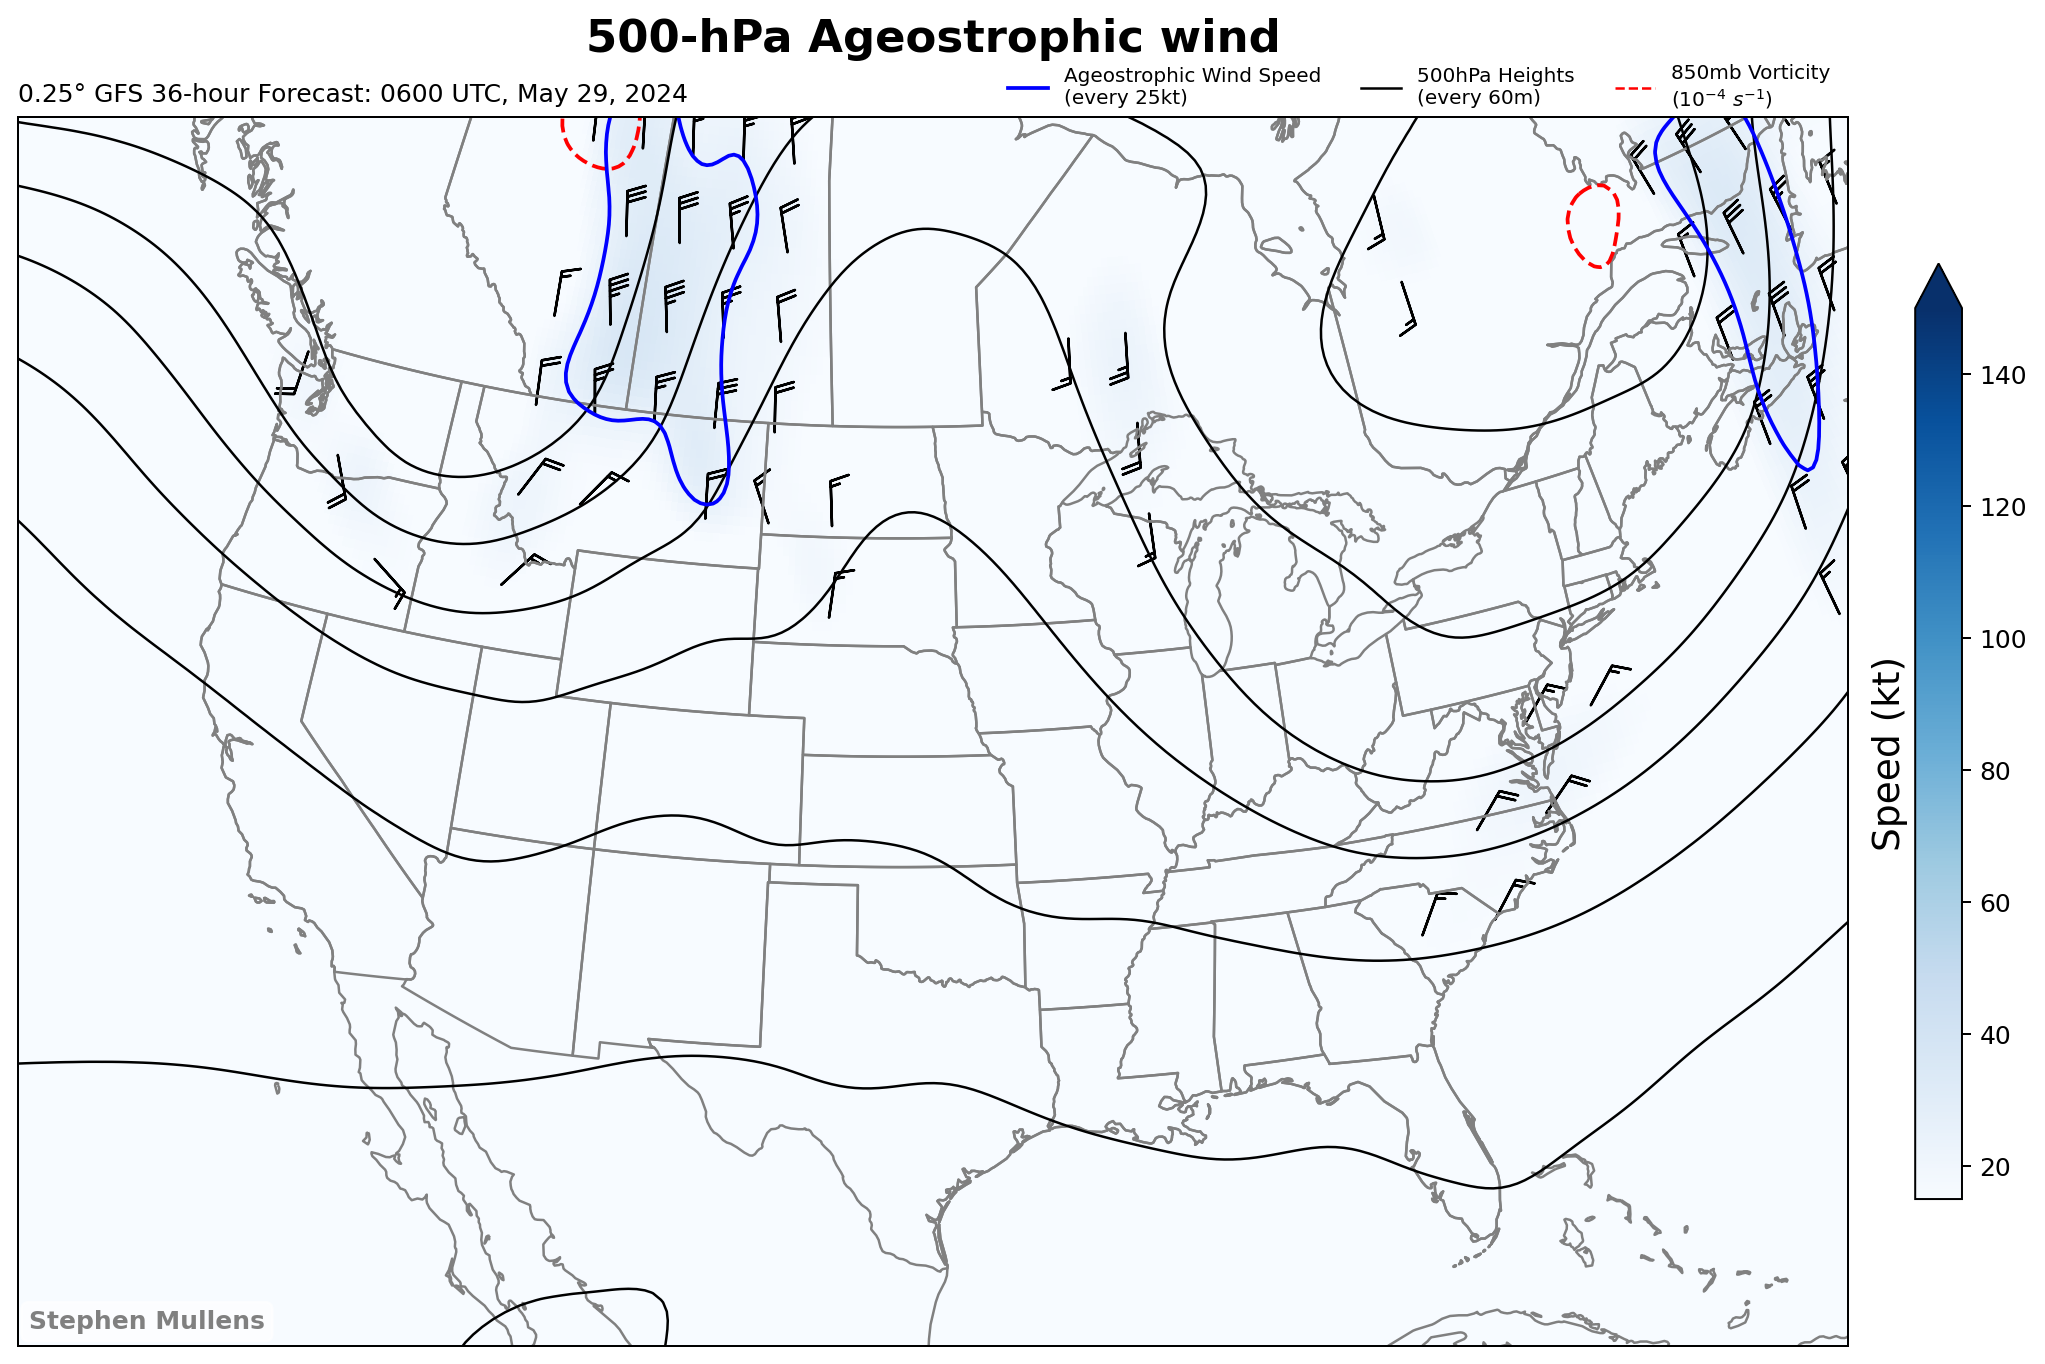 500-hPa Ageostrophic wind
0.25° GFS 36-hour Forecast: 0600 UTC, May 29, 2024
Ageostrophic Wind Speed
(every 25kt)
500hPa Heights
(every 60m)
850mb Vorticity
(10⁻⁴ s⁻¹)
140
120
100
80
60
40
20
Speed (kt)
Stephen Mullens